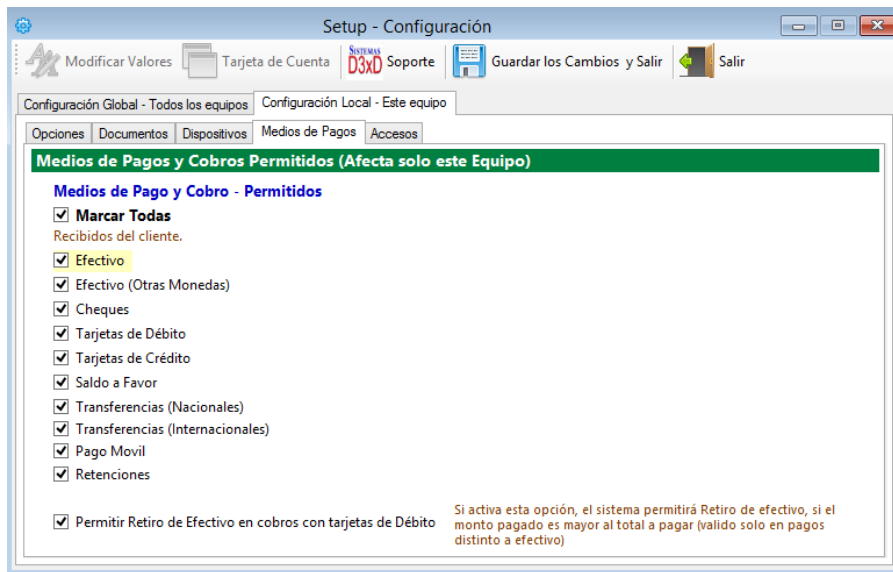 Setup - Configuración
Modificar Valores
Tarjeta de Cuenta
SISTEMAS
D3xD
Soporte
Guardar los Cambios y Salir
Salir
Configuración Global - Todos los equipos
Configuración Local - Este equipo
Opciones
Documentos
Dispositivos
Medios de Pagos
Accesos
Medios de Pagos y Cobros Permitidos (Afecta solo este Equipo)
Medios de Pago y Cobro - Permitidos
Marcar Todas
Recibidos del cliente.
Efectivo
Efectivo (Otras Monedas)
Cheques
Tarjetas de Débito
Tarjetas de Crédito
Saldo a Favor
Transferencias (Nacionales)
Transferencias (Internacionales)
Pago Movil
Retenciones
Permitir Retiro de Efectivo en cobros con tarjetas de Débito
Si activa esta opción, el sistema permitirá Retiro de efectivo, si el
monto pagado es mayor al total a pagar (valido solo en pagos
distinto a efectivo)